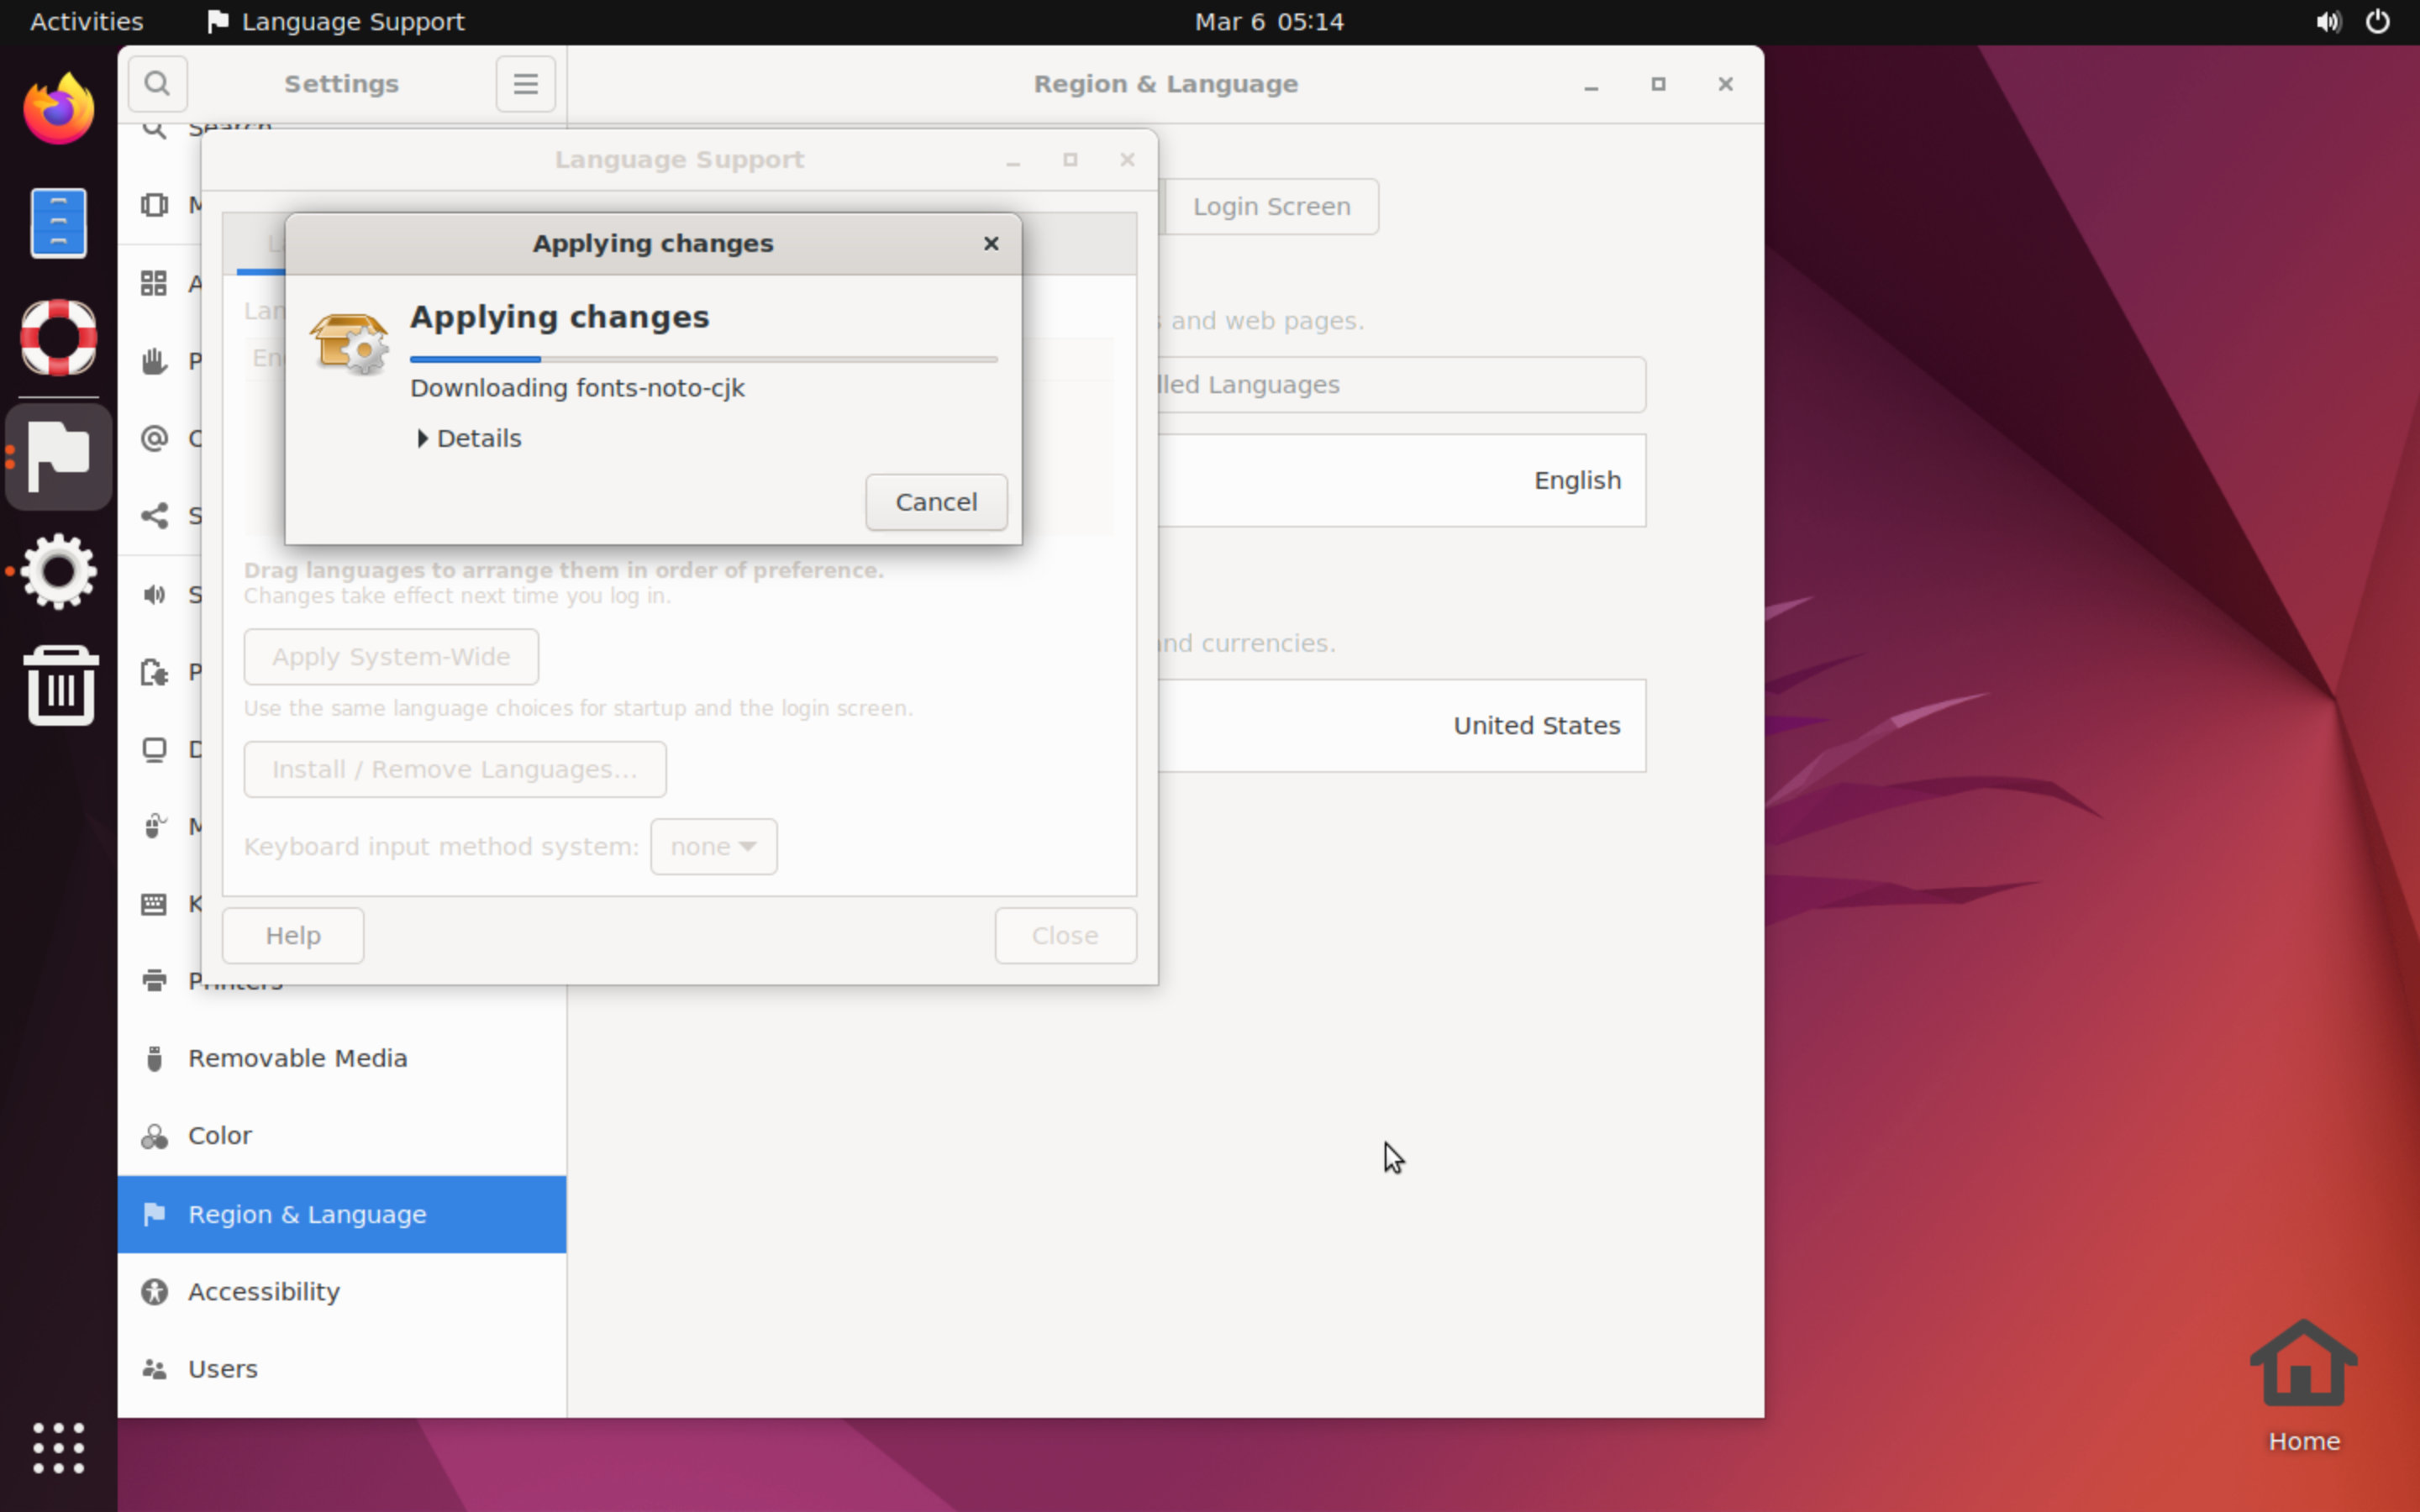 Activities
Language Support
Mar 6 05:14
Settings
Region & Language
Search
Language Support
Login Screen
Applying changes
Applying changes
Downloading fonts-noto-cjk
Details
Cancel
and web pages.
English
Drag languages to arrange them in order of preference.
Changes take effect next time you log in.
Apply System-Wide
and currencies.
Use the same language choices for startup and the login screen.
United States
Install / Remove Languages...
Keyboard input method system: none
Help
Close
Printers
Removable Media
Color
Region & Language
Accessibility
Users
Home